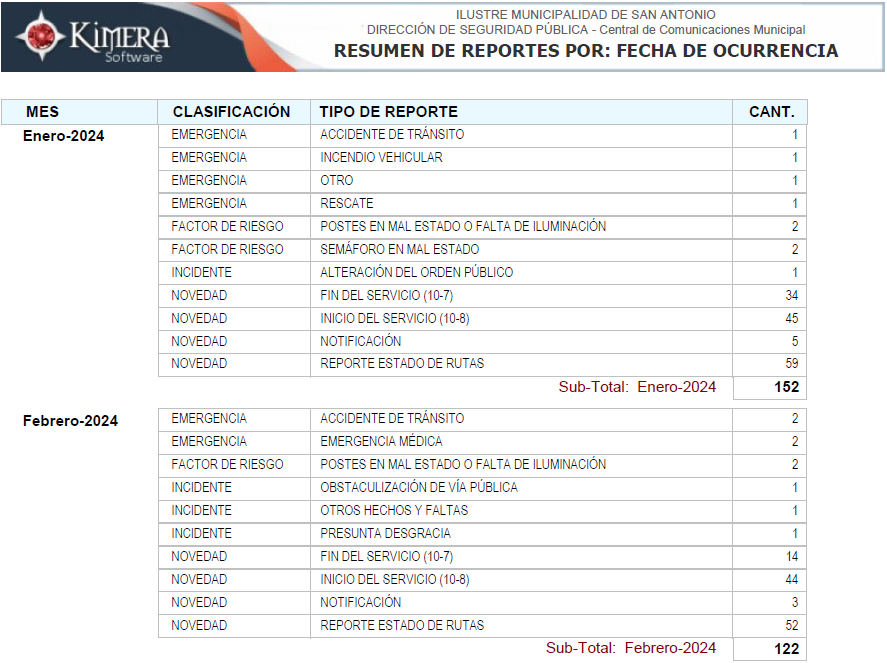 KIMERA
Software
ILUSTRE MUNICIPALIDAD DE SAN ANTONIO
DIRECCIÓN DE SEGURIDAD PÚBLICA - Central de Comunicaciones Municipal
RESUMEN DE REPORTES POR: FECHA DE OCURRENCIA
MES CLASIFICACIÓN TIPO DE REPORTE CANT.
Enero-2024 EMERGENCIA ACCIDENTE DE TRÁNSITO 1
EMERGENCIA INCENDIO VEHICULAR 1
EMERGENCIA OTRO 1
EMERGENCIA RESCATE 1
FACTOR DE RIESGO POSTES EN MAL ESTADO O FALTA DE ILUMINACIÓN 2
FACTOR DE RIESGO SEMÁFORO EN MAL ESTADO 2
INCIDENTE ALTERACIÓN DEL ORDEN PÚBLICO 1
NOVEDAD FIN DEL SERVICIO (10-7) 34
NOVEDAD INICIO DEL SERVICIO (10-8) 45
NOVEDAD NOTIFICACIÓN 5
NOVEDAD REPORTE ESTADO DE RUTAS 59
Sub-Total: Enero-2024 152
Febrero-2024 EMERGENCIA ACCIDENTE DE TRÁNSITO 2
EMERGENCIA EMERGENCIA MÉDICA 2
FACTOR DE RIESGO POSTES EN MAL ESTADO O FALTA DE ILUMINACIÓN 2
INCIDENTE OBSTACULIZACIÓN DE VÍA PÚBLICA 1
INCIDENTE OTROS HECHOS Y FALTAS 1
INCIDENTE PRESUNTA DESGRACIA 1
NOVEDAD FIN DEL SERVICIO (10-7) 14
NOVEDAD INICIO DEL SERVICIO (10-8) 44
NOVEDAD NOTIFICACIÓN 3
NOVEDAD REPORTE ESTADO DE RUTAS 52
Sub-Total: Febrero-2024 122